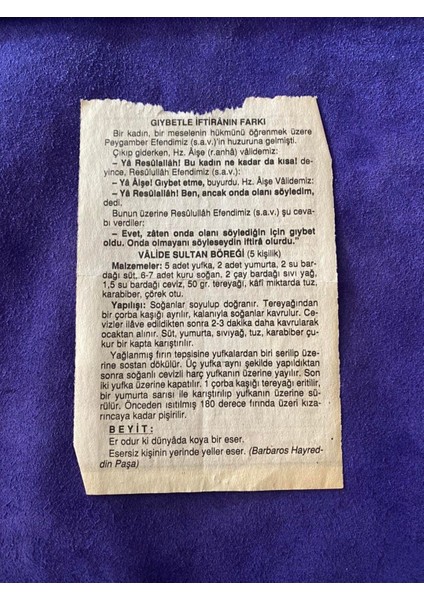 GIYBETLE İFTİRÂNIN FARKI
Bir kadın, bir meselenin hükmünü öğrenmek üzere
Peygamber Efendimiz (s.a.v.)'in huzuruna gelmişti.
Çıkıp giderken, Hz. Âişe (r.anhâ) vâlidemiz:
– Yâ Resûlallâh! Bu kadın ne kadar da kısa! de-
yince, Resûlullâh Efendimiz (s.a.v.):
– Yâ Âişe! Gıybet etme, buyurdu. Hz. Âişe Vâlidemiz:
– Yâ Resûlallâh! Ben, ancak onda olanı söyledim,
dedi.
Bunun üzerine Resûlullâh Efendimiz (s.a.v.) şu ceva-
bı verdiler:
– Evet, zâten onda olanı söylediğin için gıybet
oldu. Onda olmayanı söyleseydin iftirâ olurdu."
VÂLİDE SULTAN BÖREĞİ (5 kişilik)
Malzemeler: 5 adet yufka, 2 adet yumurta, 2 su bar-
dağı süt, 6-7 adet kuru soğan, 2 çay bardağı sıvı yağ,
1,5 su bardağı ceviz, 50 gr. tereyağı, kâfi miktarda tuz,
karabiber, çörek otu.
Yapılışı: Soğanlar soyulup doğranır. Tereyağından
bir çorba kaşığı ayrılır, kalanıyla soğanlar kavrulur. Ce-
vizler ilâve edildikten sonra 2-3 dakika daha kavrularak
ocaktan alınır. Süt, yumurta, sıvıyağ, tuz, karabiber çu-
kur bir kapta karıştırılır.
Yağlanmış fırın tepsisine yufkalardan biri serilip üze-
rine sostan dökülür. Üç yufka aynı şekilde yapıldıktan
sonra soğanlı cevizli harç yufkanın üzerine yayılır. Son
iki yufka üzerine kapatılır. 1 çorba kaşığı tereyağı eritilir,
bir yumurta sarısı ile karıştırılıp yufkanın üzerine sü-
rülür. Önceden ısıtılmış 180 derece fırında üzeri kıza-
rıncaya kadar pişirilir.
BEYİT:
Er odur ki dünyâda koya bir eser.
Esersiz kişinin yerinde yeller eser. (Barbaros Hayred-
din Paşa)